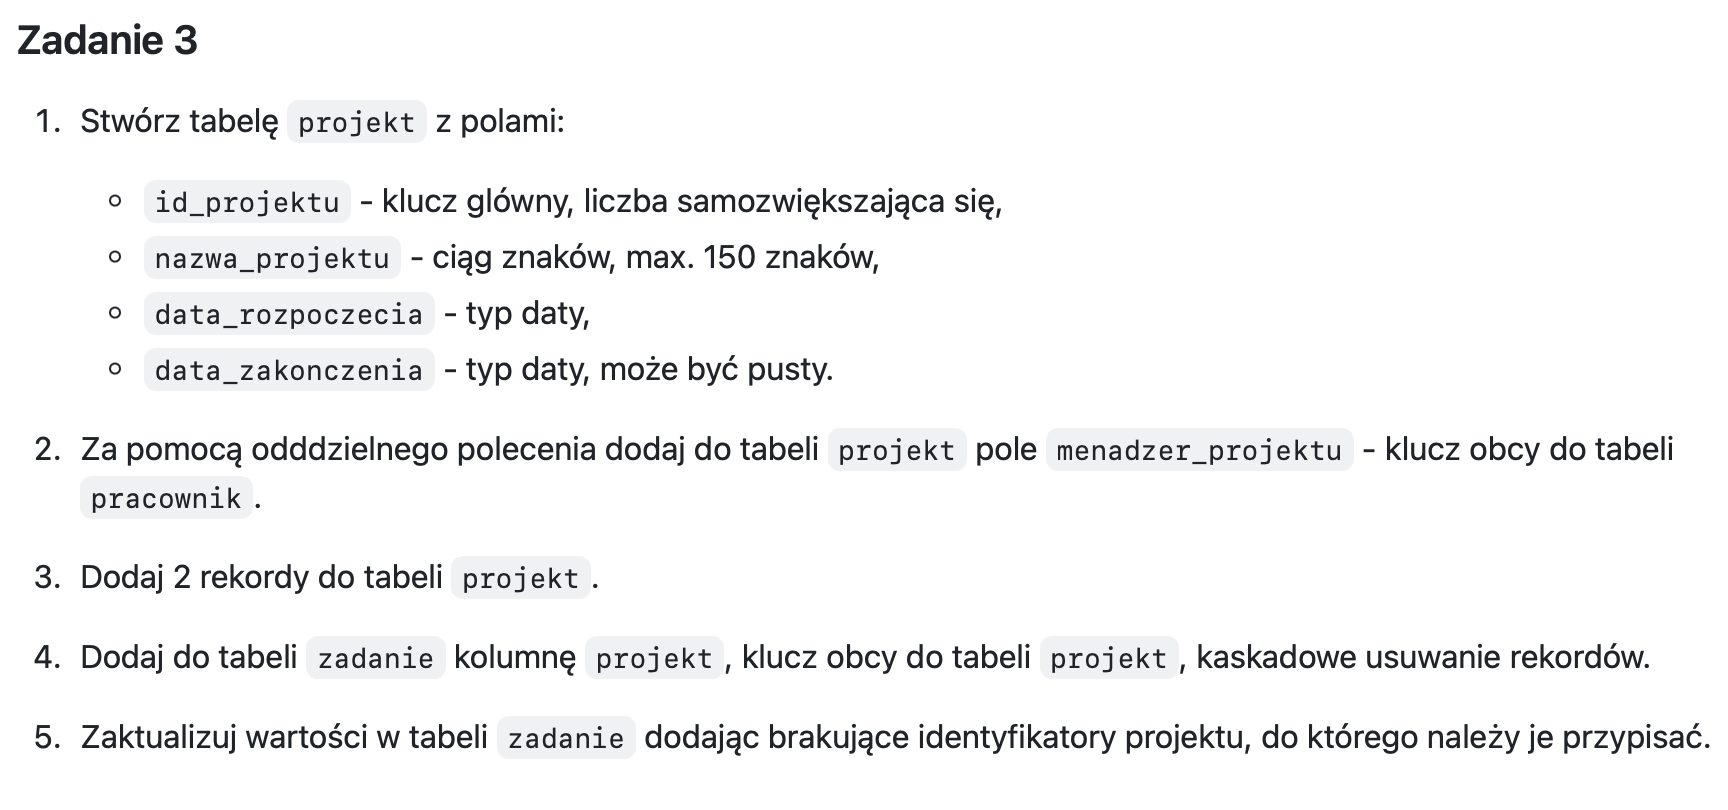 Zadanie 3
1. Stwórz tabelę projekt z polami:
id_projektu - klucz główny, liczba samozwiększająca się,
nazwa_projektu - ciąg znaków, max. 150 znaków,
data_rozpoczecia - typ daty,
data_zakonczenia - typ daty, może być pusty.
2. Za pomocą odddzielnego polecenia dodaj do tabeli projekt pole menadzer_projektu - klucz obcy do tabeli
pracownik.
3. Dodaj 2 rekordy do tabeli projekt.
4. Dodaj do tabeli zadanie kolumnę projekt, klucz obcy do tabeli projekt, kaskadowe usuwanie rekordów.
5. Zaktualizuj wartości w tabeli zadanie dodając brakujące identyfikatory projektu, do którego należy je przypisać.